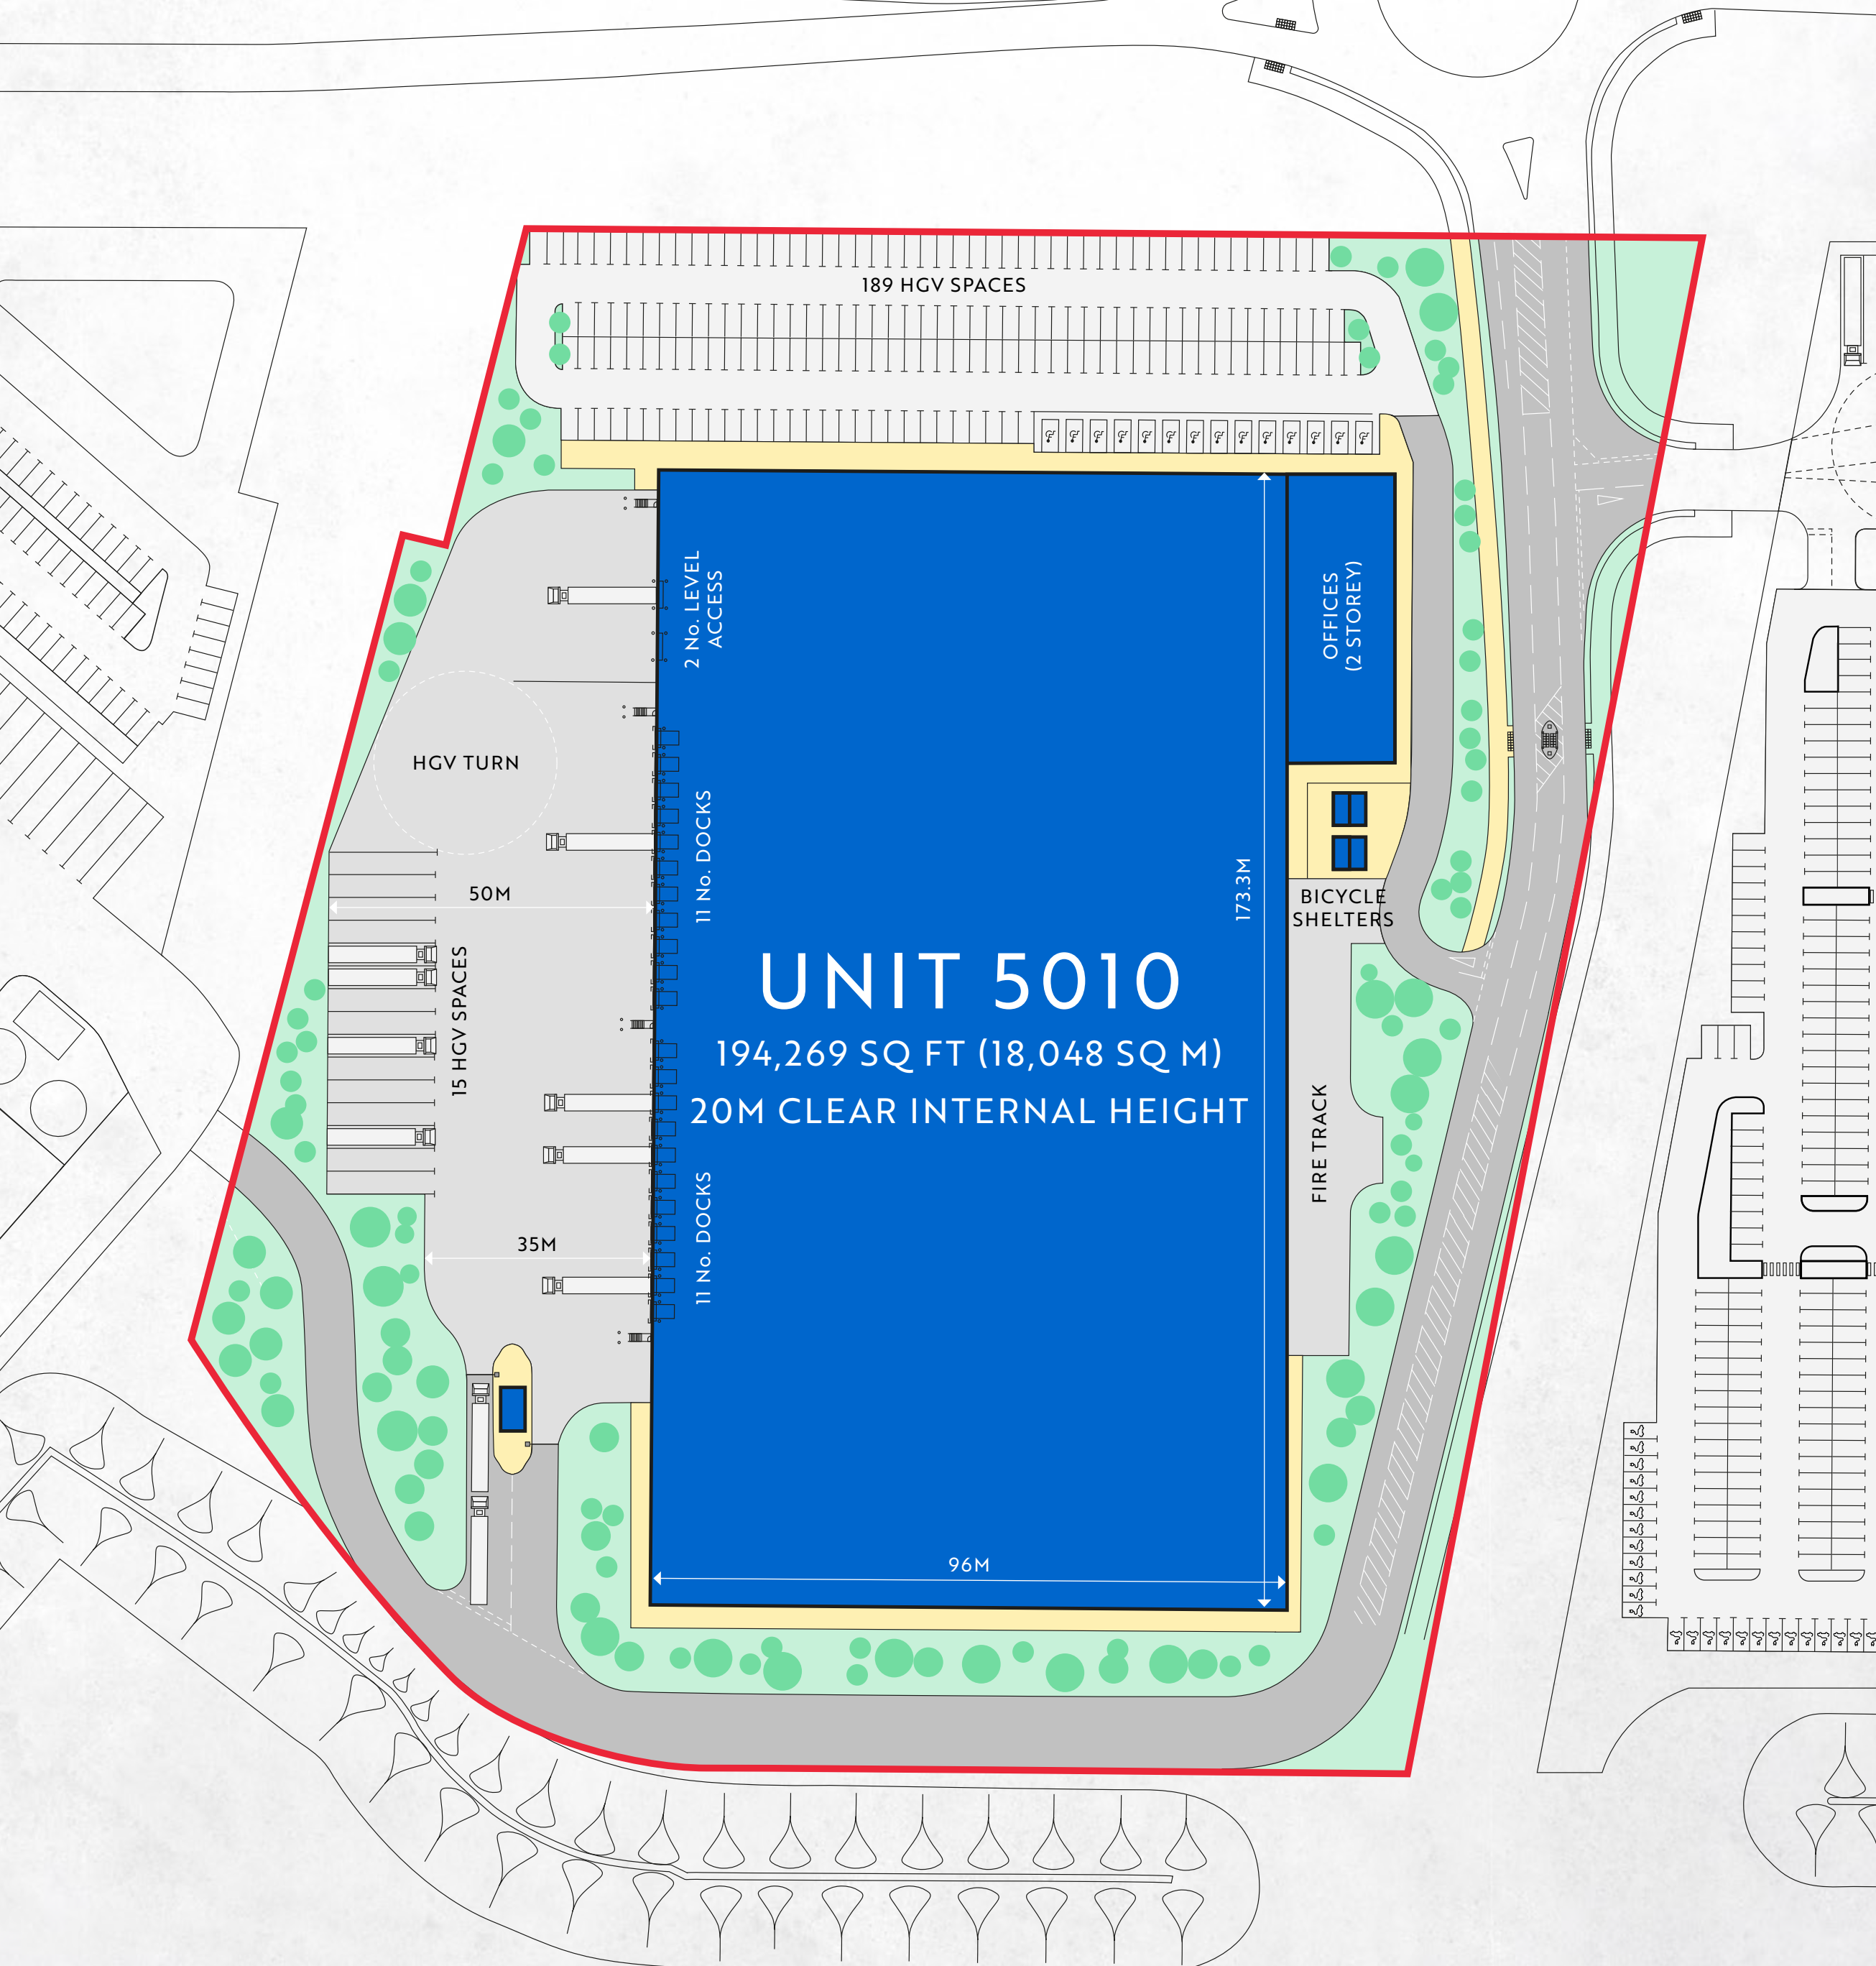 189 HGV SPACES
2 No. LEVEL
ACCESS
OFFICES
(2 STOREY)
HGV TURN
11 No. DOCKS
50M
173.3M
BICYCLE
SHELTERS
15 HGV SPACES
UNIT 5010
194,269 SQ FT (18,048 SQ M)
20M CLEAR INTERNAL HEIGHT
FIRE TRACK
35M
11 No. DOCKS
96M